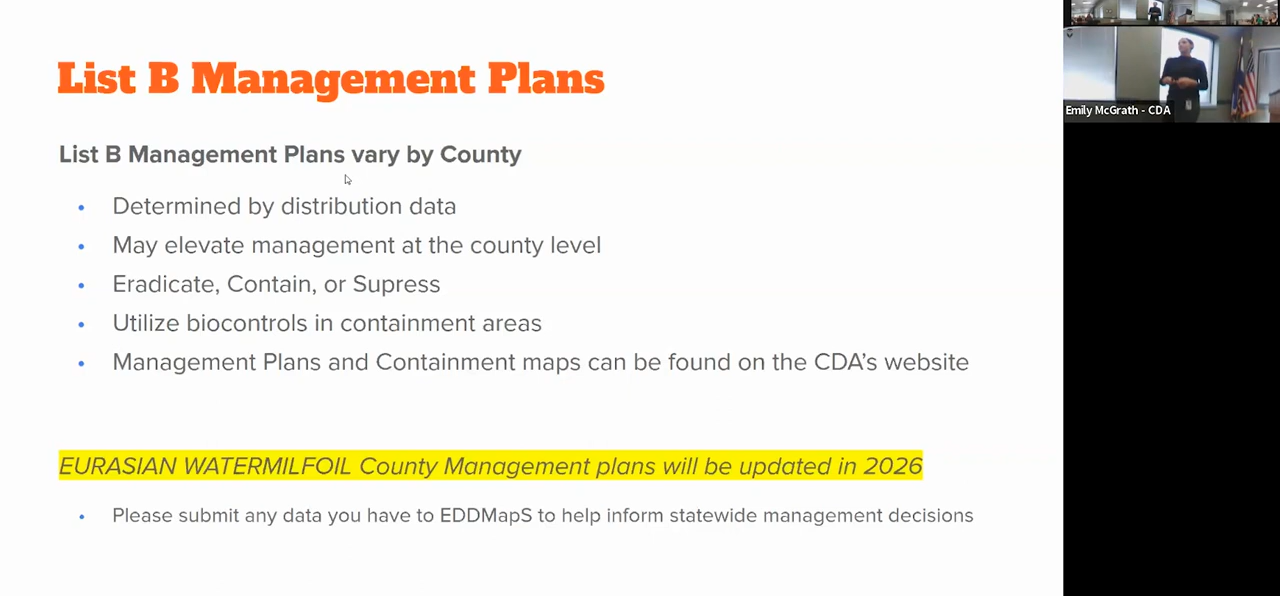 List B Management Plans
List B Management Plans vary by County
• Determined by distribution data
• May elevate management at the county level
• Eradicate, Contain, or Supress
• Utilize biocontrols in containment areas
• Management Plans and Containment maps can be found on the CDA's website
EURASIAN WATERMILFOIL County Management plans will be updated in 2026
• Please submit any data you have to EDDMapS to help inform statewide management decisions
Emily McGrath - CDA